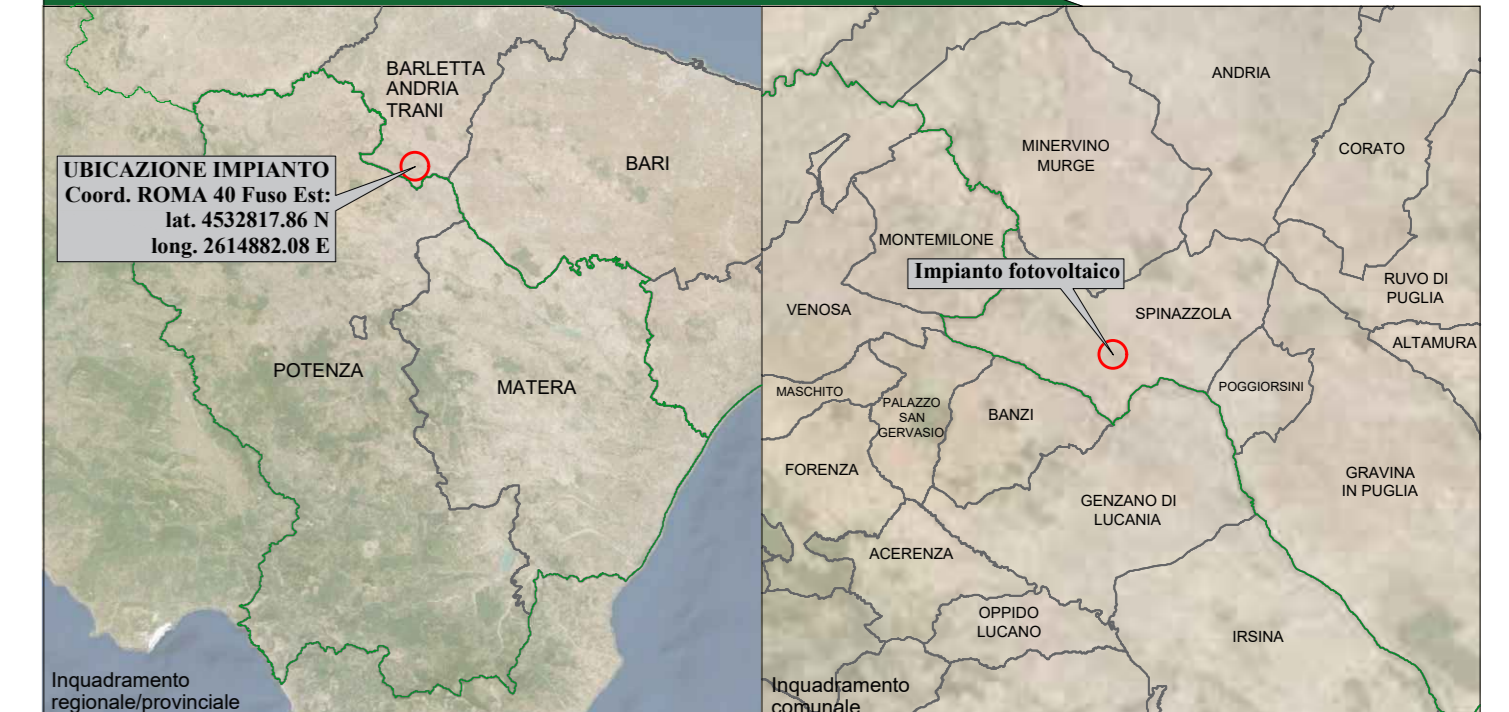 BARLETTA
ANDRIA
TRANI
BARI
UBICAZIONE IMPIANTO
Coord. ROMA 40 Fuso Est:
lat. 4532817.86 N
long. 2614882.08 E
POTENZA
MATERA
Inquadramento
regionale/provinciale
ANDRIA
MINERVINO
MURGE
CORATO
MONTEMILONE
Impianto fotovoltaico
RUVO DI
PUGLIA
VENOSA
SPINAZZOLA
ALTAMURA
MASCHITO
POGGIORSINI
PALAZZO
SAN
GERVASIO
BANZI
FORENZA
GRAVINA
IN PUGLIA
GENZANO DI
LUCANIA
ACERENZA
OPPIDO
LUCANO
IRSINA
Inquadramento
comunale